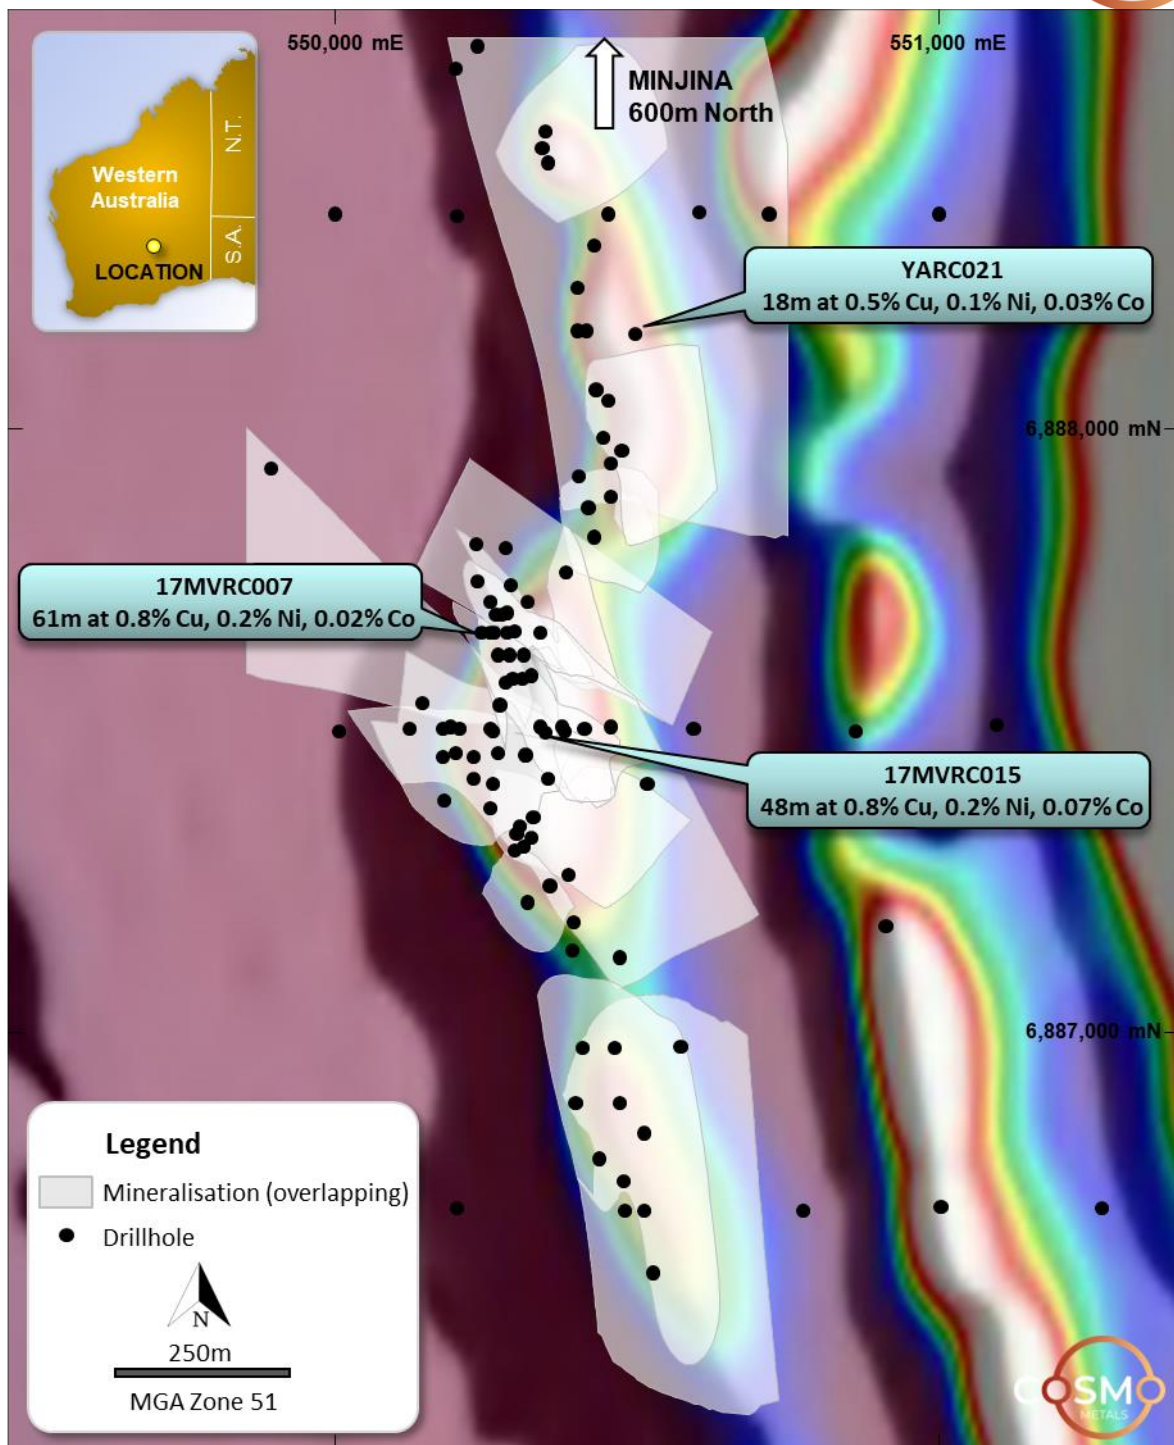 550,000 mE
551,000 mE
MINJINA
600m North
Western
Australia
N.T.
S.A.
LOCATION
YARC021
18m at 0.5% Cu, 0.1% Ni, 0.03% Co
6,888,000 mN
17MVRC007
61m at 0.8% Cu, 0.2% Ni, 0.02% Co
17MVRC015
48m at 0.8% Cu, 0.2% Ni, 0.07% Co
6,887,000 mN
Legend
Mineralisation (overlapping)
Drillhole
N
250m
MGA Zone 51
COSMO
METALS